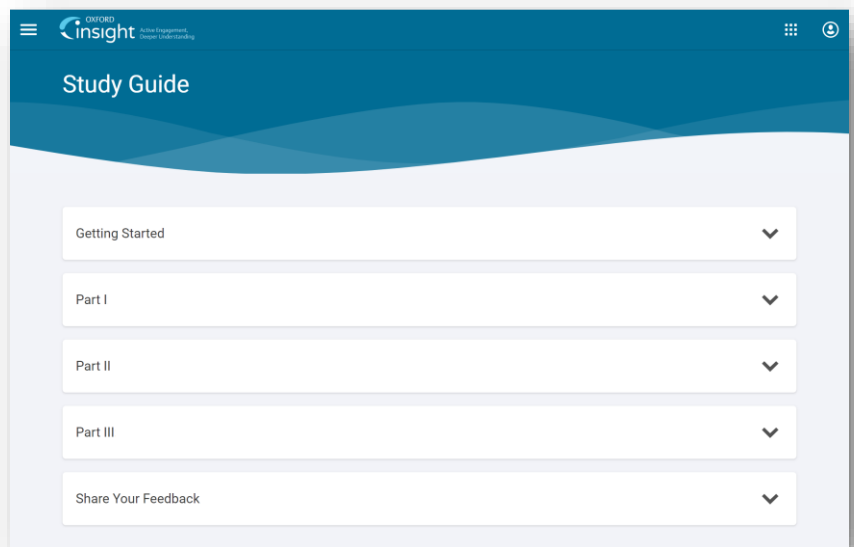 OXFORD
insight
Active Engagement,
Deeper Understanding
Study Guide
Getting Started
Part I
Part II
Part III
Share Your Feedback